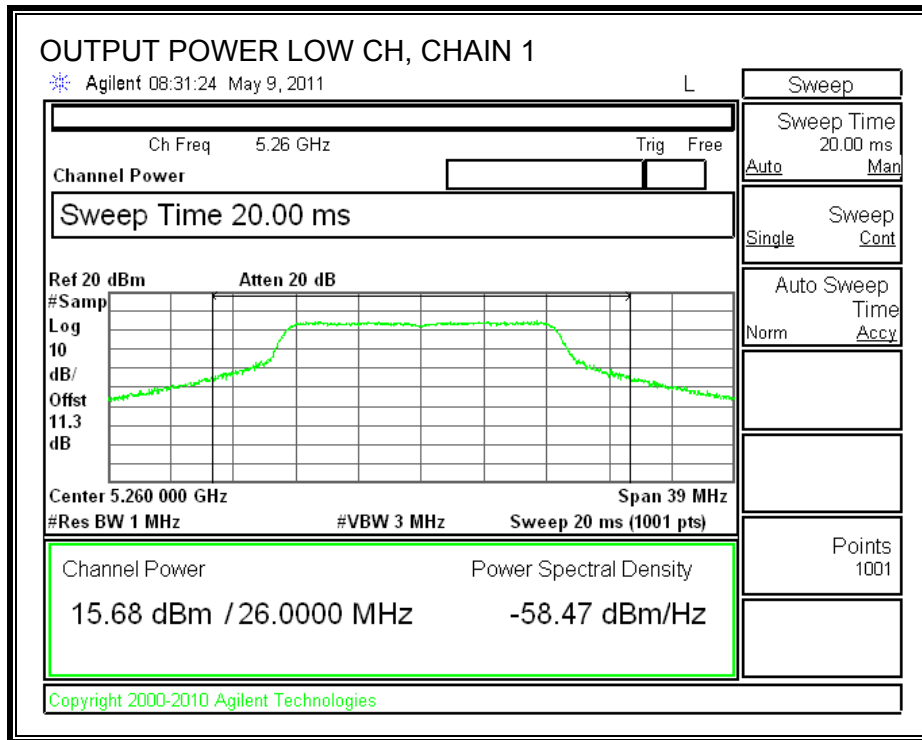 OUTPUT POWER LOW CH, CHAIN 1
Agilent 08:31:24 May 9, 2011 L
Sweep
Ch Freq 5.26 GHz Trig Free
Channel Power
Sweep Time 20.00 ms
Sweep Time
20.00 ms
Auto Man
Sweep
Single Cont
Auto Sweep
Time
Norm Accy
Points
1001
Ref 20 dBm Atten 20 dB
#Samp
Log
10
dB/
Offst
11.3
dB
Center 5.260 000 GHz Span 39 MHz
#Res BW 1 MHz #VBW 3 MHz Sweep 20 ms (1001 pts)
Channel Power Power Spectral Density
15.68 dBm / 26.0000 MHz -58.47 dBm/Hz
Copyright 2000-2010 Agilent Technologies